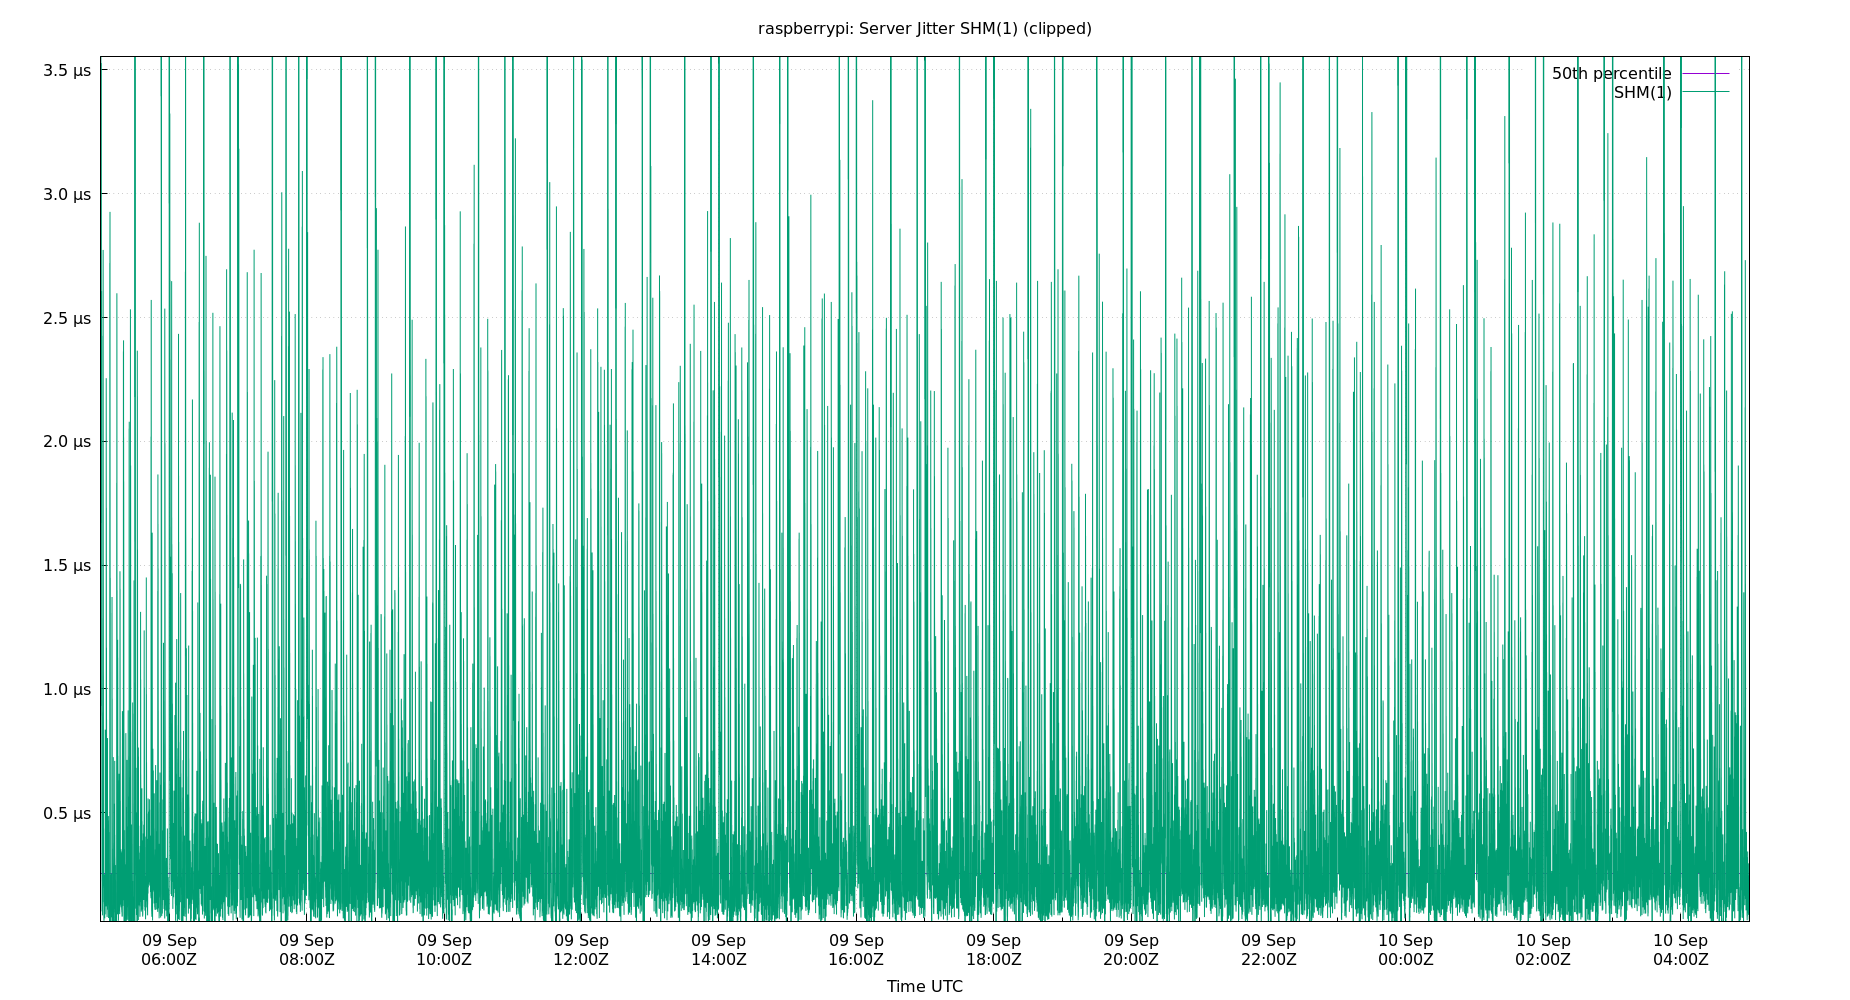 raspberrypi: Server Jitter SHM(1) (clipped)
50th percentile
SHM(1)
3.5 µs
3.0 µs
2.5 µs
2.0 µs
1.5 µs
1.0 µs
0.5 µs
09 Sep 09 Sep 09 Sep 09 Sep 09 Sep 09 Sep 09 Sep 09 Sep 09 Sep 10 Sep 10 Sep 10 Sep
06:00Z 08:00Z 10:00Z 12:00Z 14:00Z 16:00Z 18:00Z 20:00Z 22:00Z 00:00Z 02:00Z 04:00Z
Time UTC